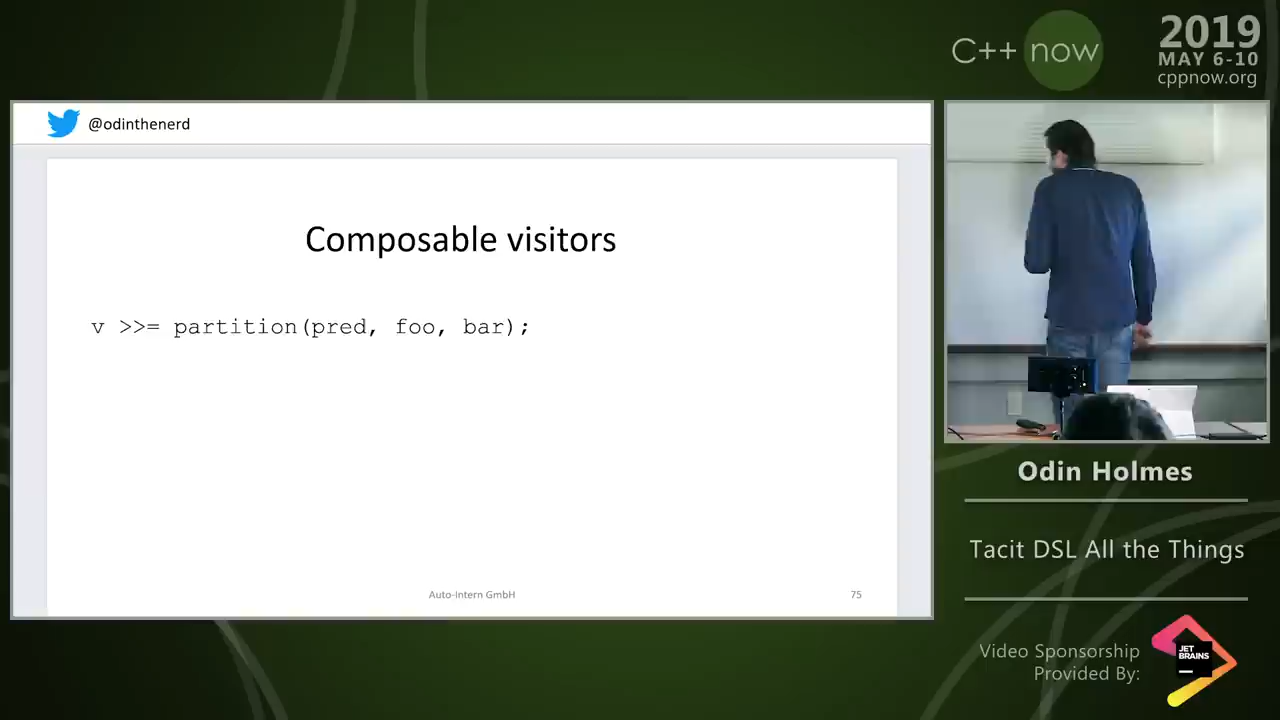 C++ now
2019
MAY 6-10
cppnow.org
@odinthenerd
Composable visitors
v >>= partition(pred, foo, bar);
Auto-Intern GmbH
75
Odin Holmes
Tacit DSL All the Things
Video Sponsorship
Provided By:
JET
BRAINS